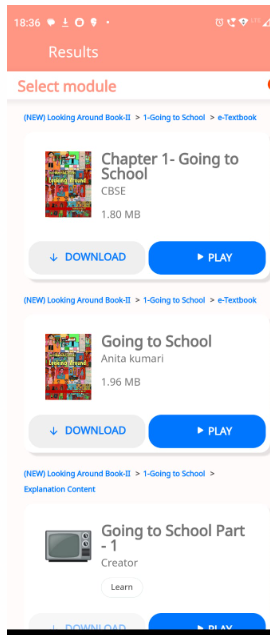 18:36
Results
Select module
(NEW) Looking Around Book-II > 1-Going to School > e-Textbook
Chapter 1- Going to
School
CBSE
1.80 MB
DOWNLOAD
PLAY
(NEW) Looking Around Book-II > 1-Going to School > e-Textbook
Going to School
Anita kumari
1.96 MB
DOWNLOAD
PLAY
(NEW) Looking Around Book-II > 1-Going to School >
Explanation Content
Going to School Part
- 1
Creator
Learn
DOWNLOAD
PLAY